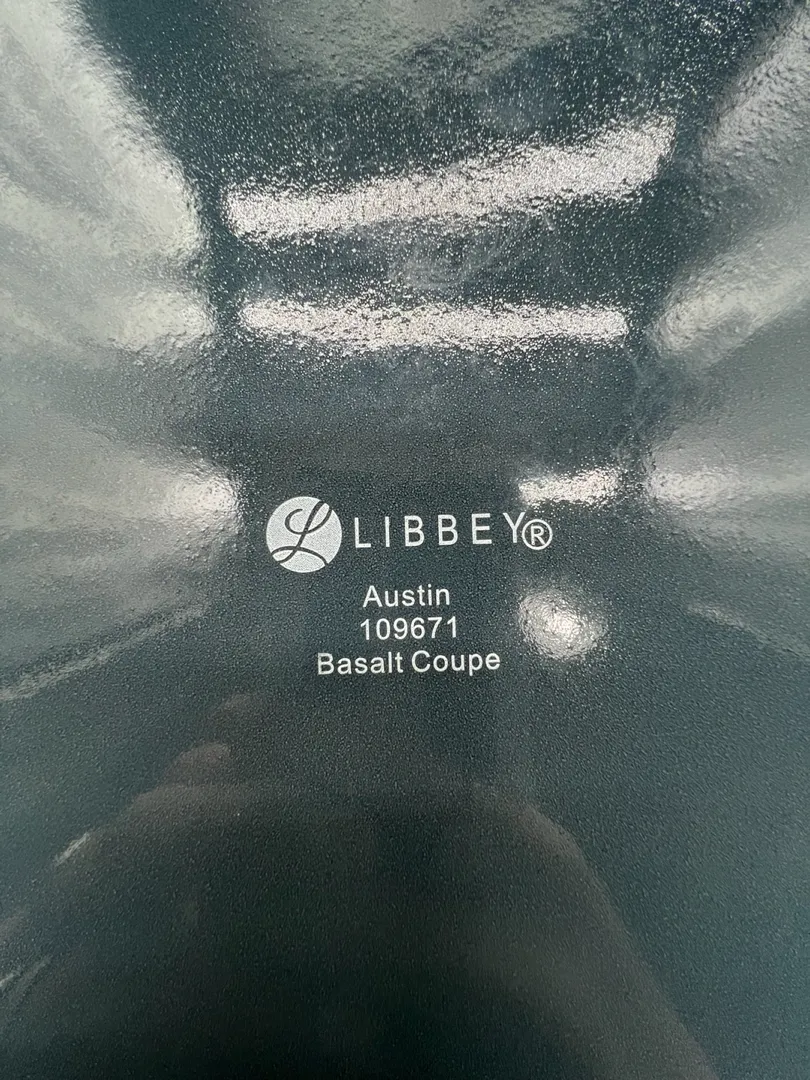 L LIBBEY®
Austin
109671
Basalt Coupe